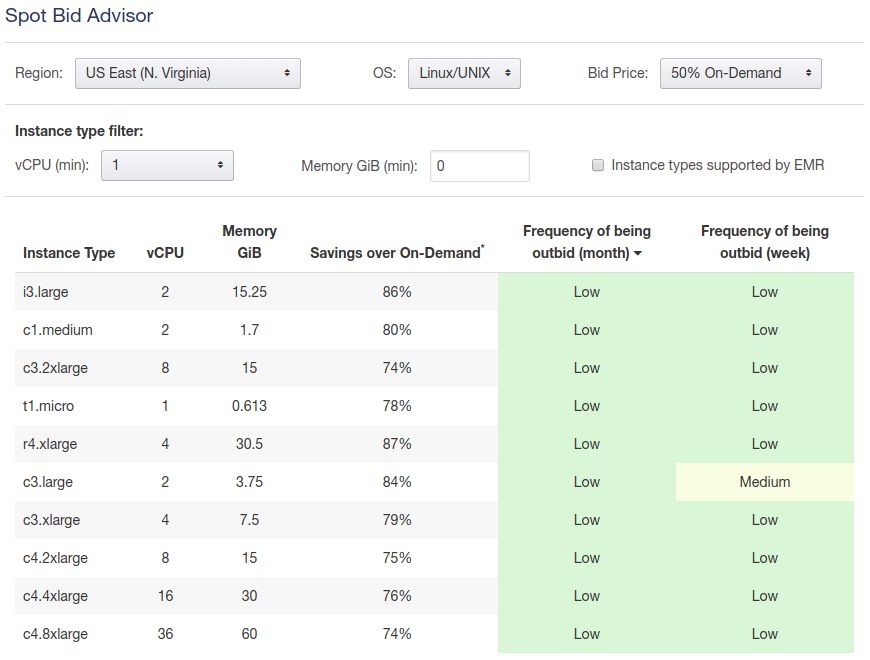 Spot Bid Advisor
Region: US East (N. Virginia) OS: Linux/UNIX Bid Price: 50% On-Demand
Instance type filter:
vCPU (min): 1 Memory GiB (min): 0 Instance types supported by EMR
Instance Type vCPU Memory GiB Savings over On-Demand* Frequency of being outbid (month) Frequency of being outbid (week)
i3.large 2 15.25 86% Low Low
c1.medium 2 1.7 80% Low Low
c3.2xlarge 8 15 74% Low Low
t1.micro 1 0.613 78% Low Low
r4.xlarge 4 30.5 87% Low Low
c3.large 2 3.75 84% Low Medium
c3.xlarge 4 7.5 79% Low Low
c4.2xlarge 8 15 75% Low Low
c4.4xlarge 16 30 76% Low Low
c4.8xlarge 36 60 74% Low Low